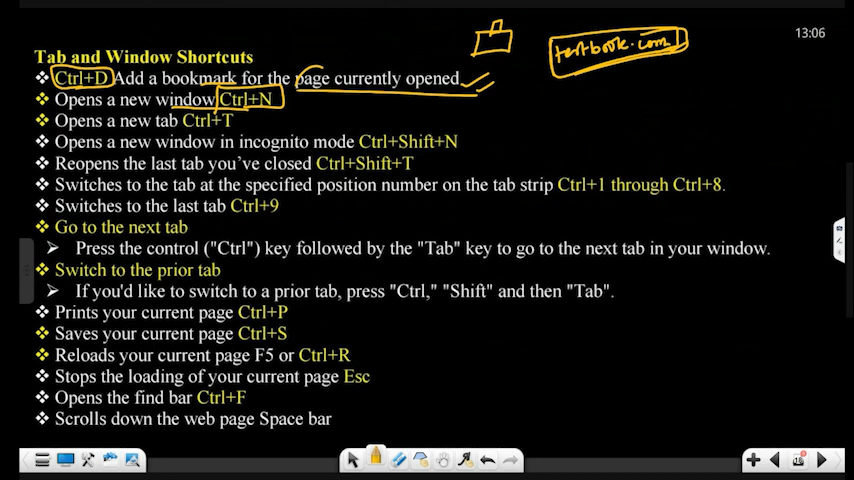 13:06
testbook.com
Tab and Window Shortcuts
❖ Ctrl+D Add a bookmark for the page currently opened
❖ Opens a new window Ctrl+N
❖ Opens a new tab Ctrl+T
❖ Opens a new window in incognito mode Ctrl+Shift+N
❖ Reopens the last tab you've closed Ctrl+Shift+T
❖ Switches to the tab at the specified position number on the tab strip Ctrl+1 through Ctrl+8.
❖ Switches to the last tab Ctrl+9
❖ Go to the next tab
➤ Press the control ("Ctrl") key followed by the "Tab" key to go to the next tab in your window.
❖ Switch to the prior tab
➤ If you'd like to switch to a prior tab, press "Ctrl," "Shift" and then "Tab".
❖ Prints your current page Ctrl+P
❖ Saves your current page Ctrl+S
❖ Reloads your current page F5 or Ctrl+R
❖ Stops the loading of your current page Esc
❖ Opens the find bar Ctrl+F
❖ Scrolls down the web page Space bar